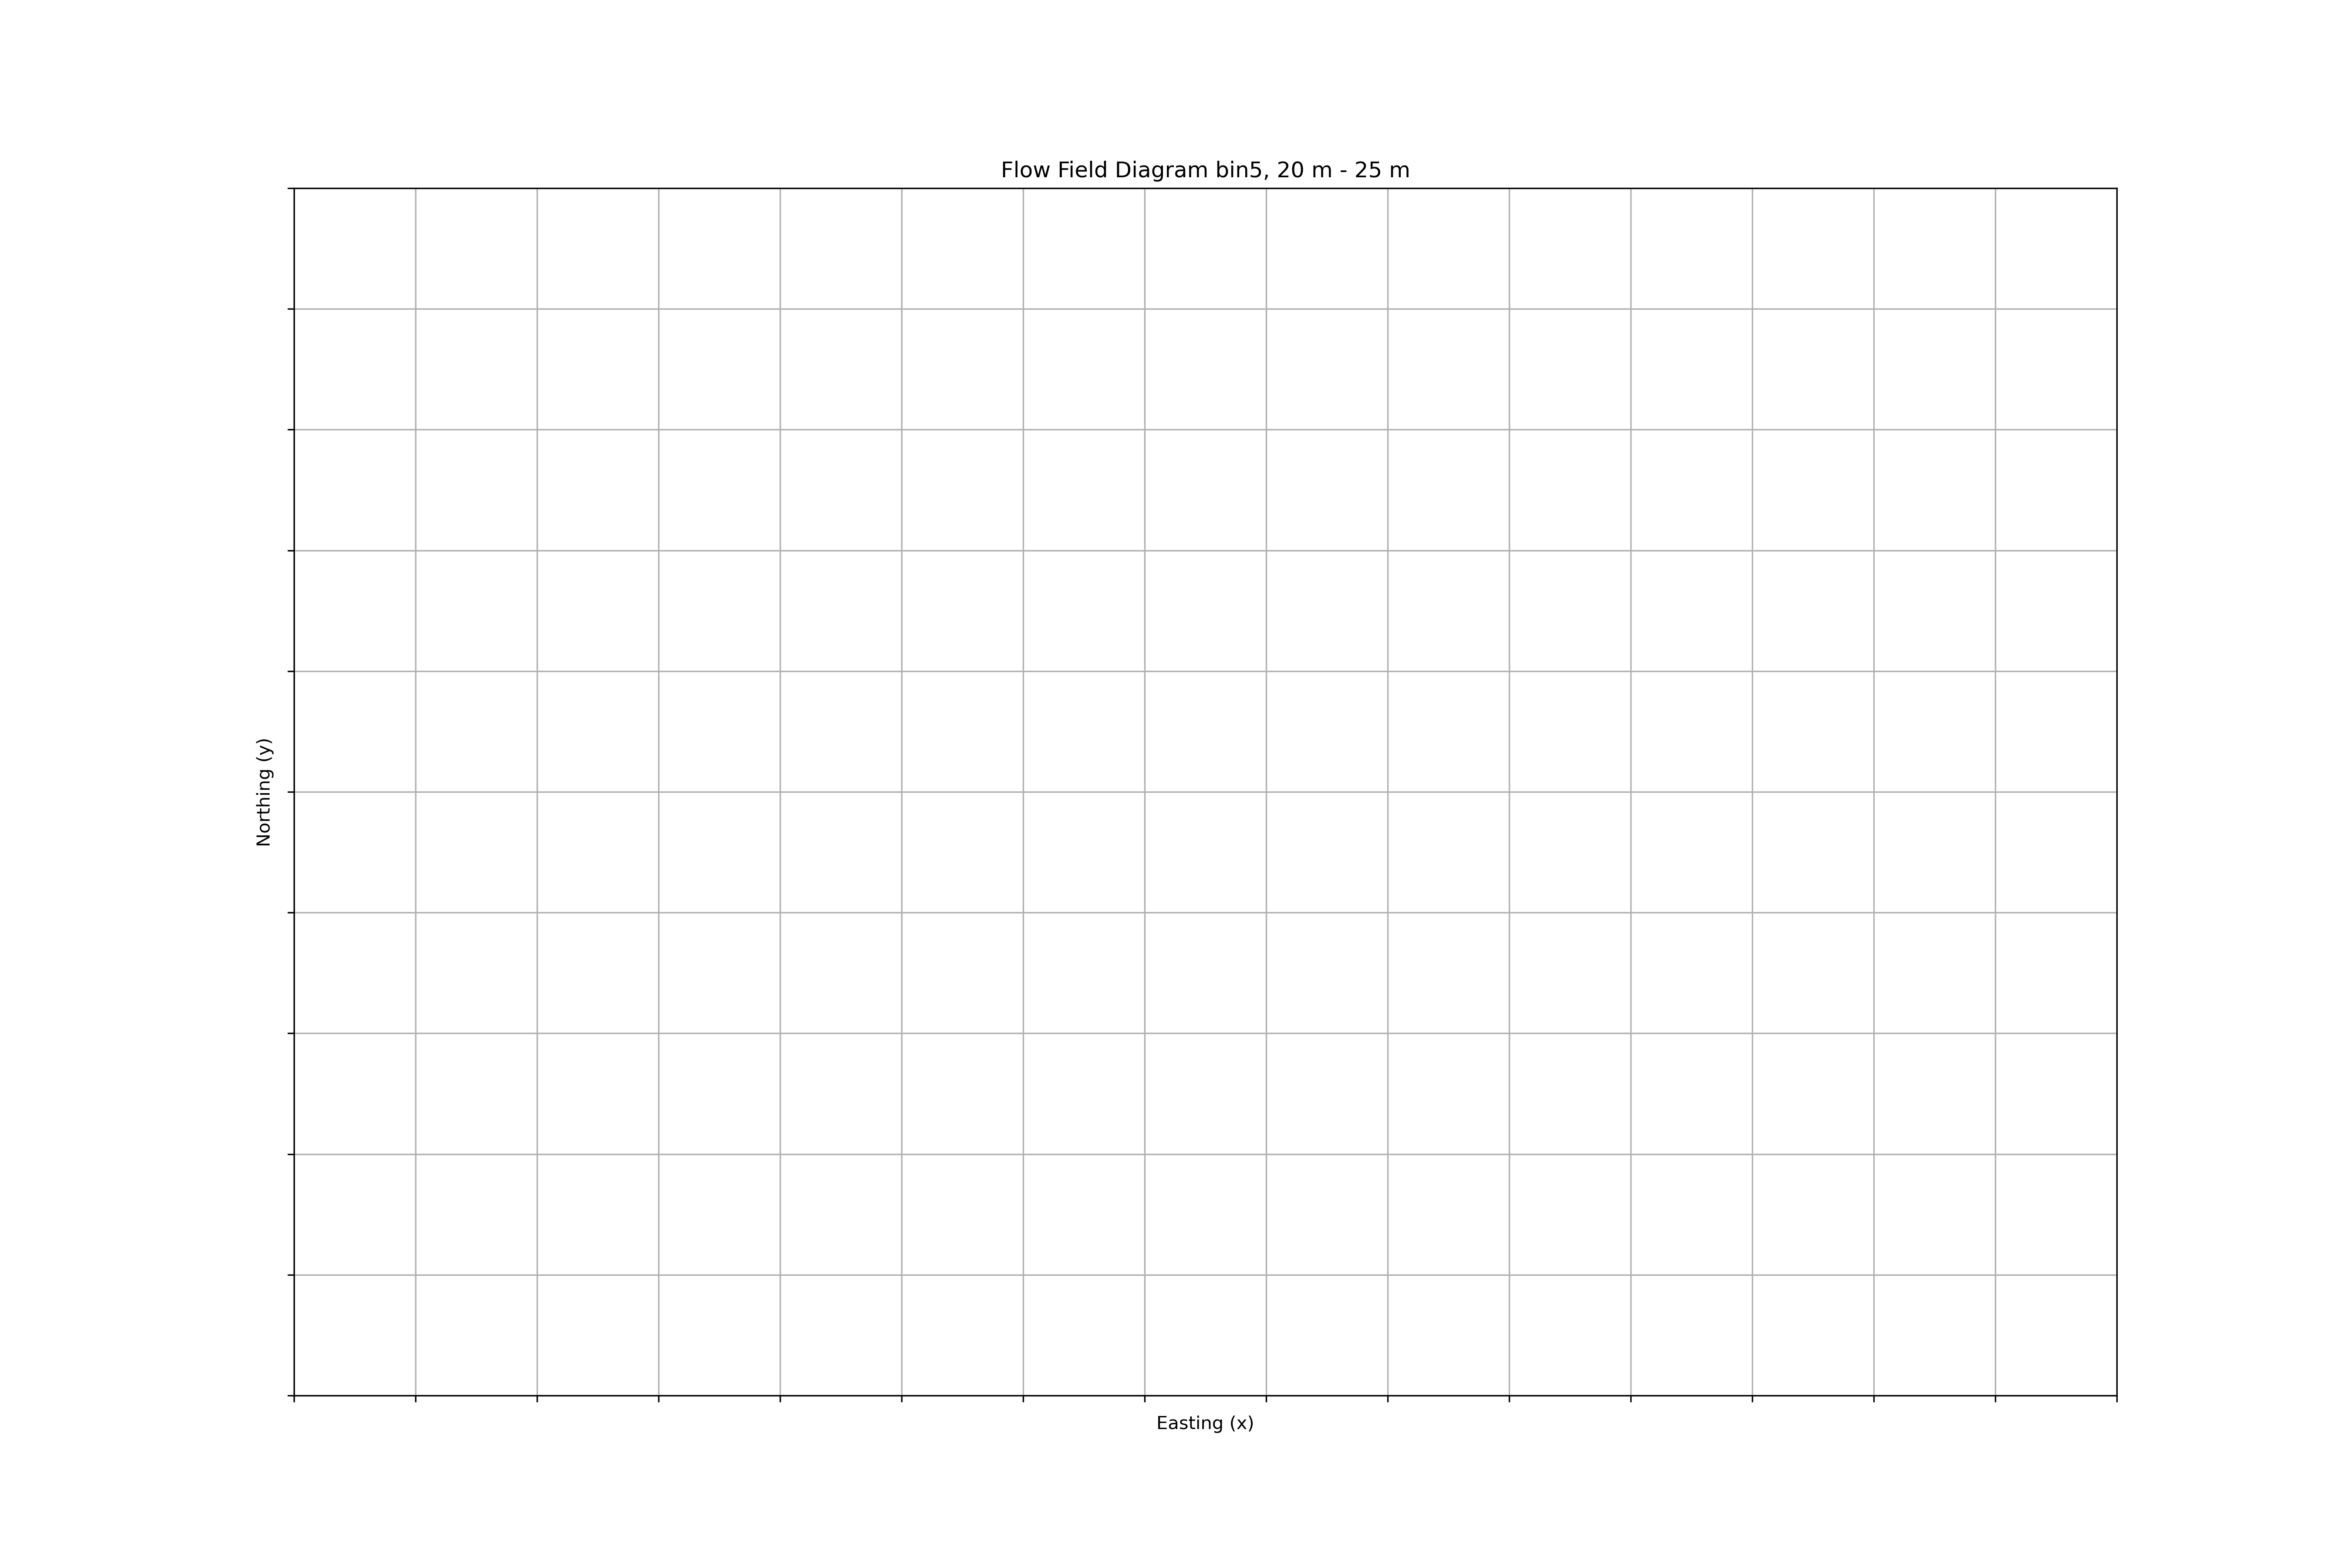 Flow Field Diagram bin5, 20 m - 25 m
Northing (y)
Easting (x)